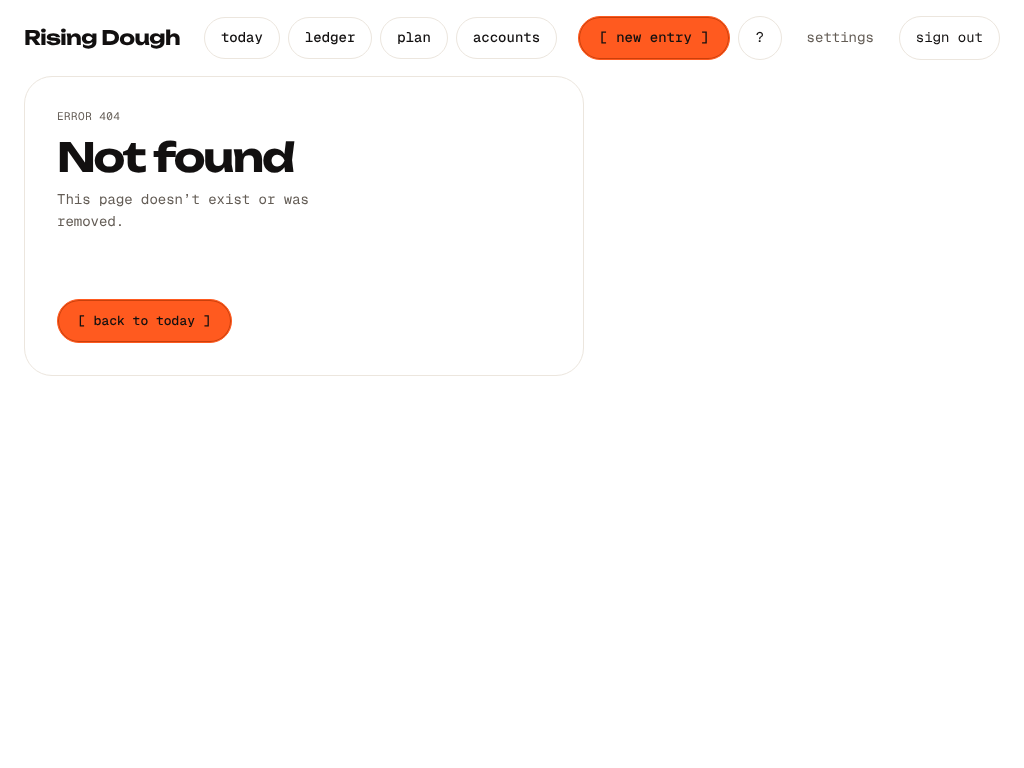 Rising Dough today ledger plan accounts [ new entry ] ? settings sign out
ERROR 404
Not found
This page doesn’t exist or was
removed.
[ back to today ]